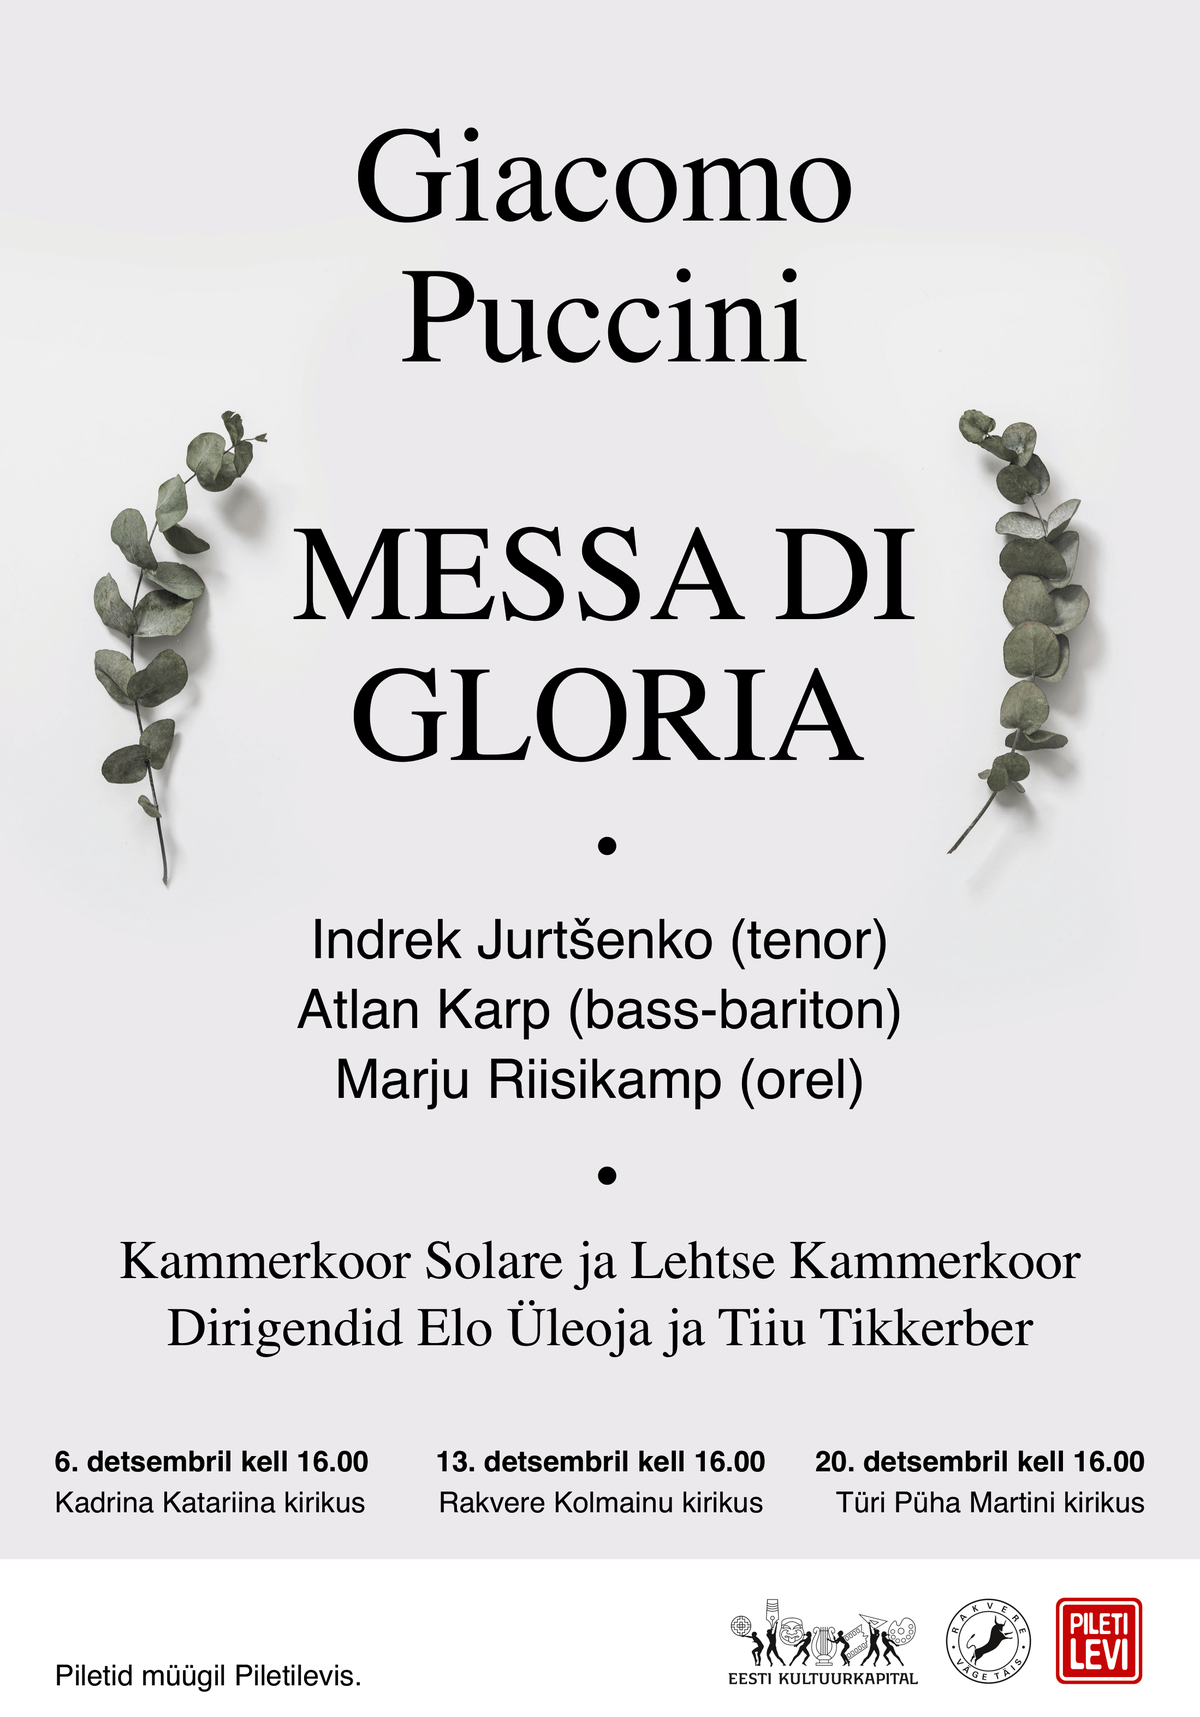 Giacomo
Puccini
MESSA DI
GLORIA
•
Indrek Jurtšenko (tenor)
Atlan Karp (bass-bariton)
Marju Riisikamp (orel)
•
Kammerkoor Solare ja Lehtse Kammerkoor
Dirigendid Elo Üleoja ja Tiiu Tikkerber
6. detsembril kell 16.00
Kadrina Katariina kirikus
13. detsembril kell 16.00
Rakvere Kolmainu kirikus
20. detsembril kell 16.00
Türi Püha Martini kirikus
Piletid müügil Piletilevis.
EESTI KULTUURKAPITAL
RAKVERE
VÄGE TÄIS
PILETI
LEVI